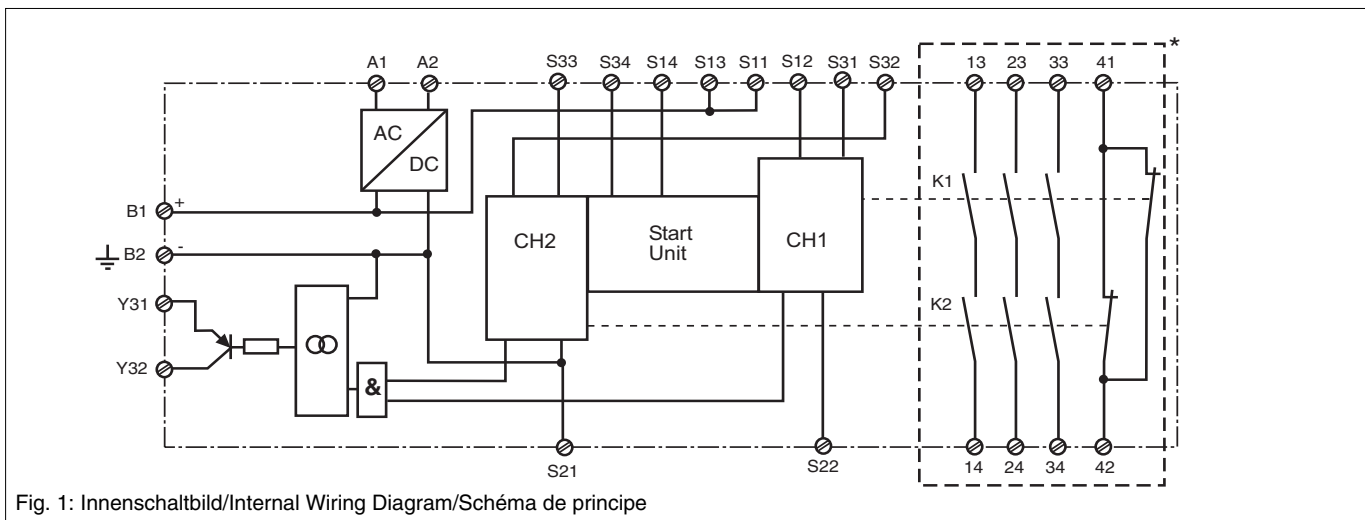 A1 A2 S33 S34 S14 S13 S11 S12 S31 S32 13 23 33 41 *
AC
DC
B1 +
B2 -
Y31
Y32
&
CH2
Start
Unit
CH1
K1
K2
S21 S22 14 24 34 42
Fig. 1: Innenschaltbild/Internal Wiring Diagram/Schéma de principe